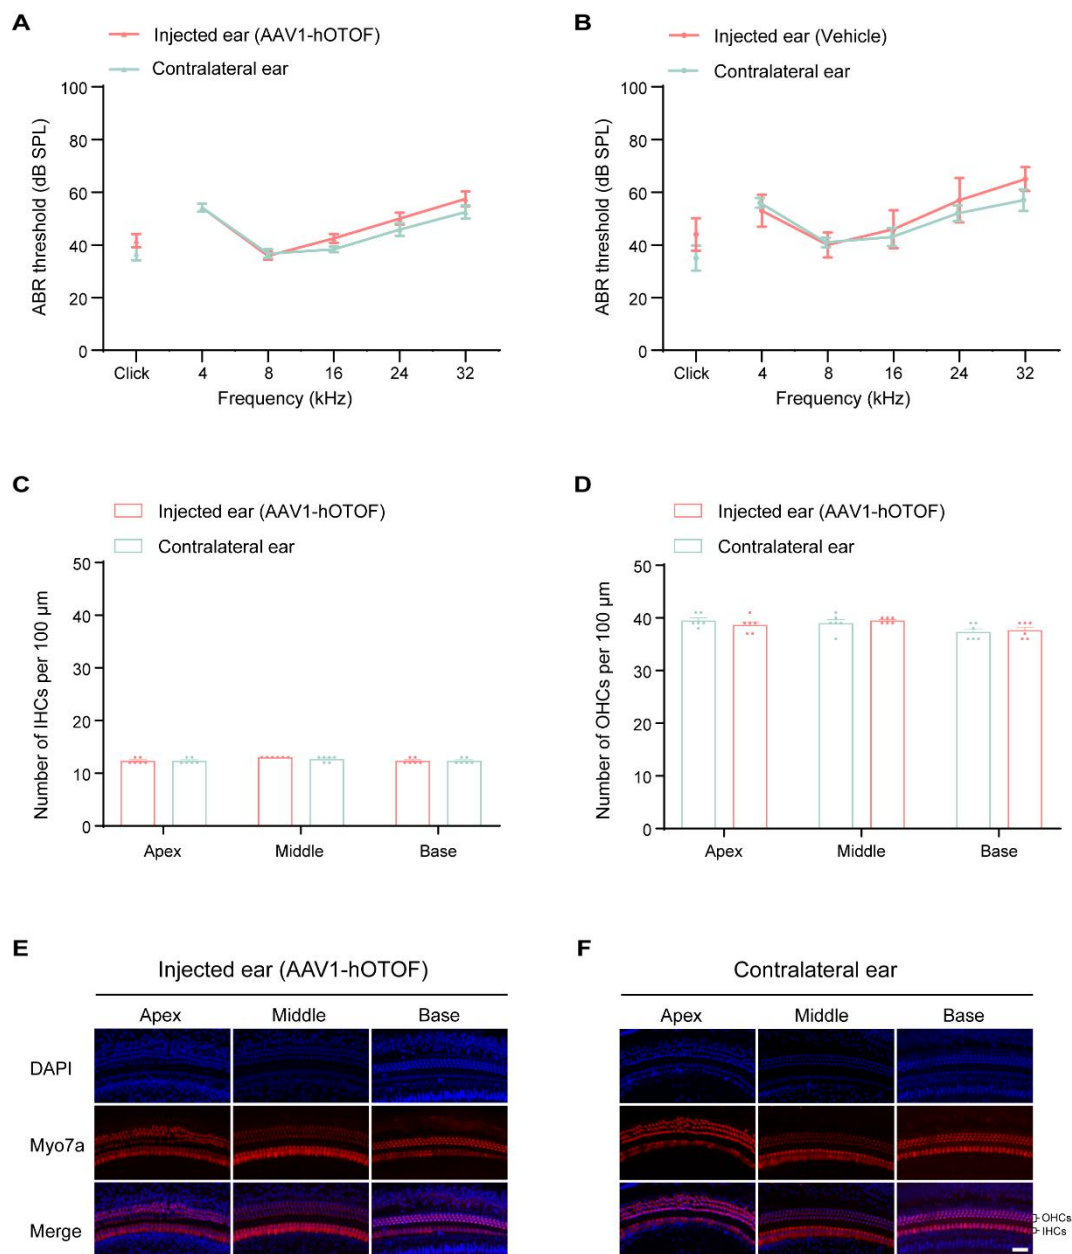 A
Injected ear (AAV1-hOTOF)
Contralateral ear
ABR threshold (dB SPL)
100
80
60
40
20
0
Click 4 8 16 24 32
Frequency (kHz)
B
Injected ear (Vehicle)
Contralateral ear
ABR threshold (dB SPL)
100
80
60
40
20
0
Click 4 8 16 24 32
Frequency (kHz)
C
Injected ear (AAV1-hOTOF)
Contralateral ear
Number of IHCs per 100 μm
50
40
30
20
10
0
Apex Middle Base
D
Injected ear (AAV1-hOTOF)
Contralateral ear
Number of OHCs per 100 μm
50
40
30
20
10
0
Apex Middle Base
E
Injected ear (AAV1-hOTOF)
Apex Middle Base
DAPI
Myo7a
Merge
F
Contralateral ear
Apex Middle Base
OHCs
IHCs